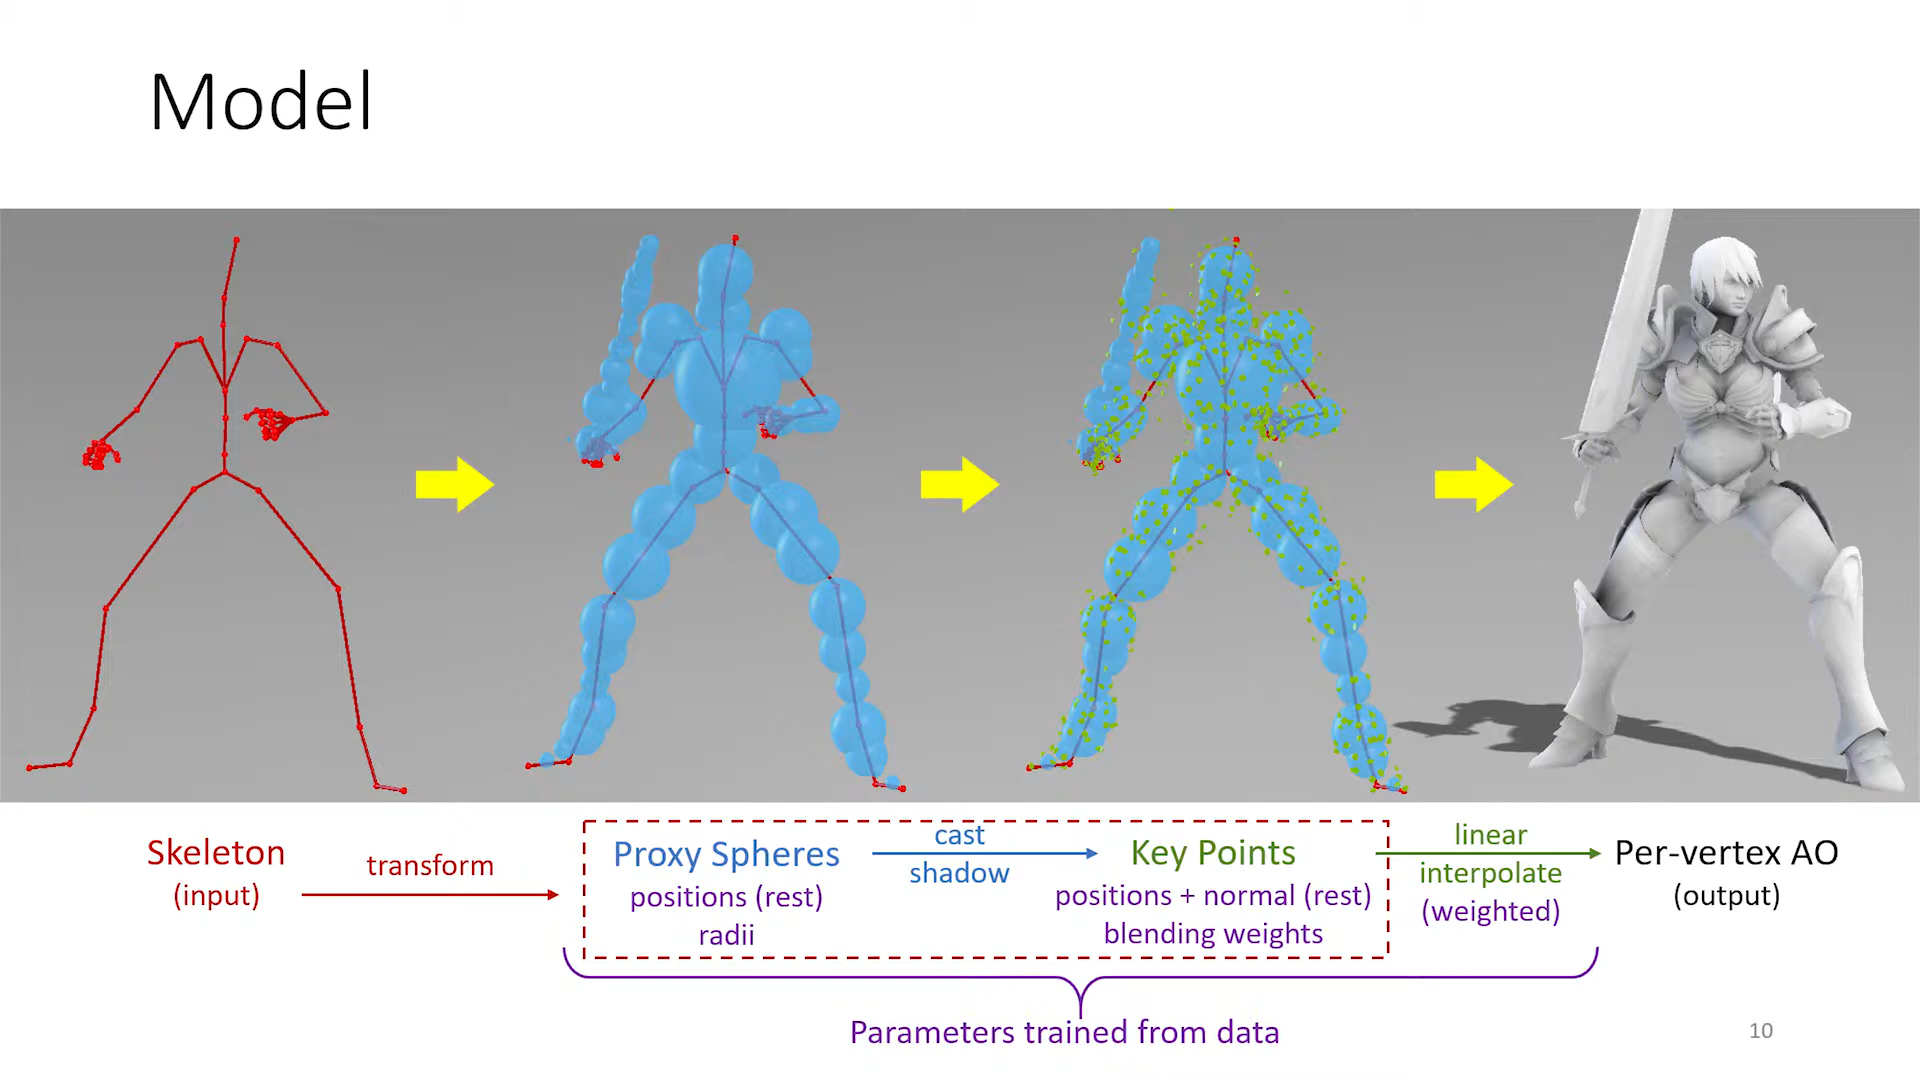 Model
Skeleton
(input)
transform
Proxy Spheres
positions (rest)
radii
cast
shadow
Key Points
positions + normal (rest)
blending weights
linear
interpolate
(weighted)
Per-vertex AO
(output)
Parameters trained from data
10